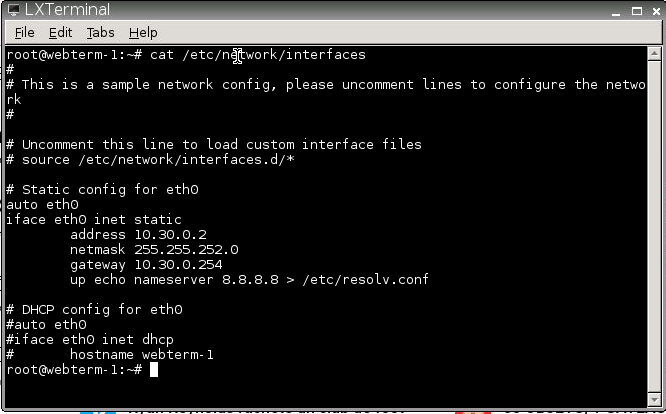 LXTerminal
File Edit Tabs Help
root@webterm-1:~# cat /etc/network/interfaces
#
# This is a sample network config, please uncomment lines to configure the netwo
rk
#
# Uncomment this line to load custom interface files
# source /etc/network/interfaces.d/*
# Static config for eth0
auto eth0
iface eth0 inet static
address 10.30.0.2
netmask 255.255.252.0
gateway 10.30.0.254
up echo nameserver 8.8.8.8 > /etc/resolv.conf
# DHCP config for eth0
#auto eth0
#iface eth0 inet dhcp
# hostname webterm-1
root@webterm-1:~#